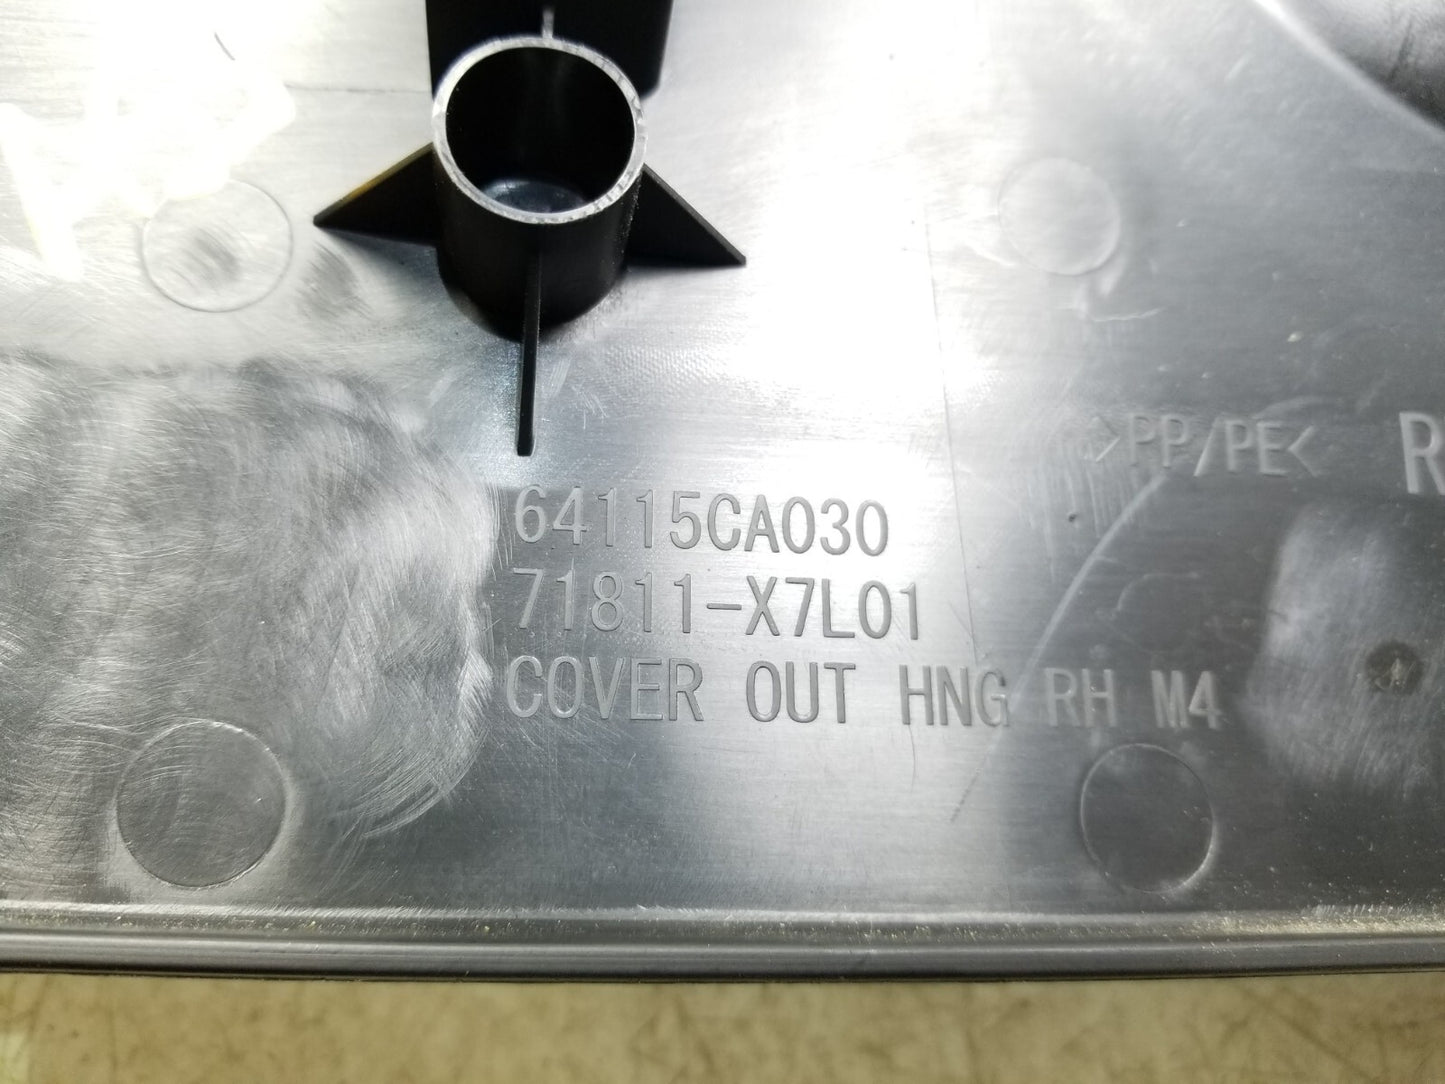 >PP/PE<
R
64115CA030
71811-X7L01
COVER OUT HNG RH M4